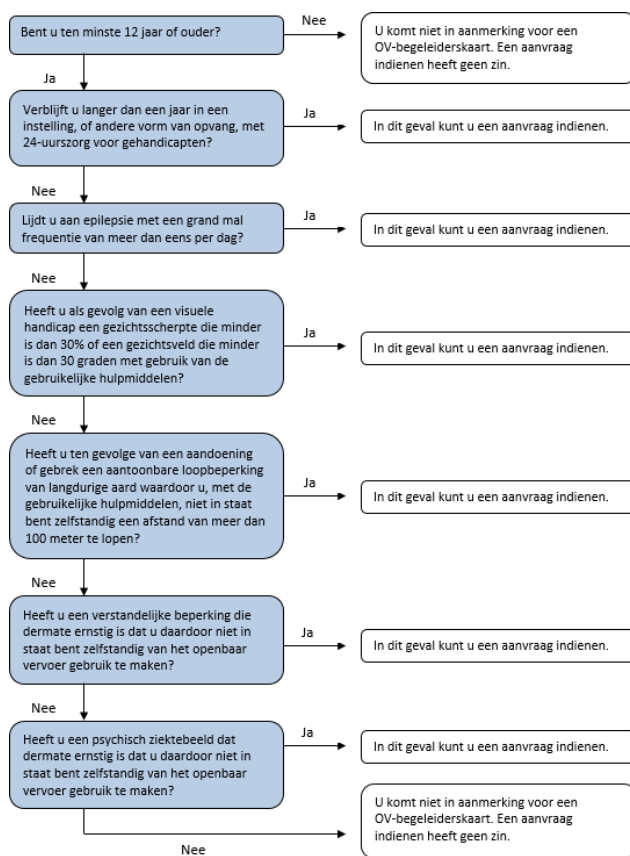 Bent u ten minste 12 jaar of ouder?
Nee
U komt niet in aanmerking voor een
OV-begeleiderskaart. Een aanvraag
indienen heeft geen zin.
Ja
Verblijft u langer dan een jaar in een
instelling, of andere vorm van opvang, met
24-uurszorg voor gehandicapten?
Ja
In dit geval kunt u een aanvraag indienen.
Nee
Lijdt u aan epilepsie met een grand mal
frequentie van meer dan eens per dag?
Ja
In dit geval kunt u een aanvraag indienen.
Nee
Heeft u als gevolg van een visuele
handicap een gezichtsscherpte die minder
is dan 30% of een gezichtsveld die minder
is dan 30 graden met gebruik van de
gebruikelijke hulpmiddelen?
Ja
In dit geval kunt u een aanvraag indienen.
Nee
Heeft u ten gevolge van een aandoening
of gebrek een aantoonbare loopbeperking
van langdurige aard waardoor u, met de
gebruikelijke hulpmiddelen, niet in staat
bent zelfstandig een afstand van meer dan
100 meter te lopen?
Ja
In dit geval kunt u een aanvraag indienen.
Nee
Heeft u een verstandelijke beperking die
dermate ernstig is dat u daardoor niet in
staat bent zelfstandig van het openbaar
vervoer gebruik te maken?
Ja
In dit geval kunt u een aanvraag indienen.
Nee
Heeft u een psychisch ziektebeeld dat
dermate ernstig is dat u daardoor niet in
staat bent zelfstandig van het openbaar
vervoer gebruik te maken?
Ja
In dit geval kunt u een aanvraag indienen.
Nee
U komt niet in aanmerking voor een
OV-begeleiderskaart. Een aanvraag
indienen heeft geen zin.